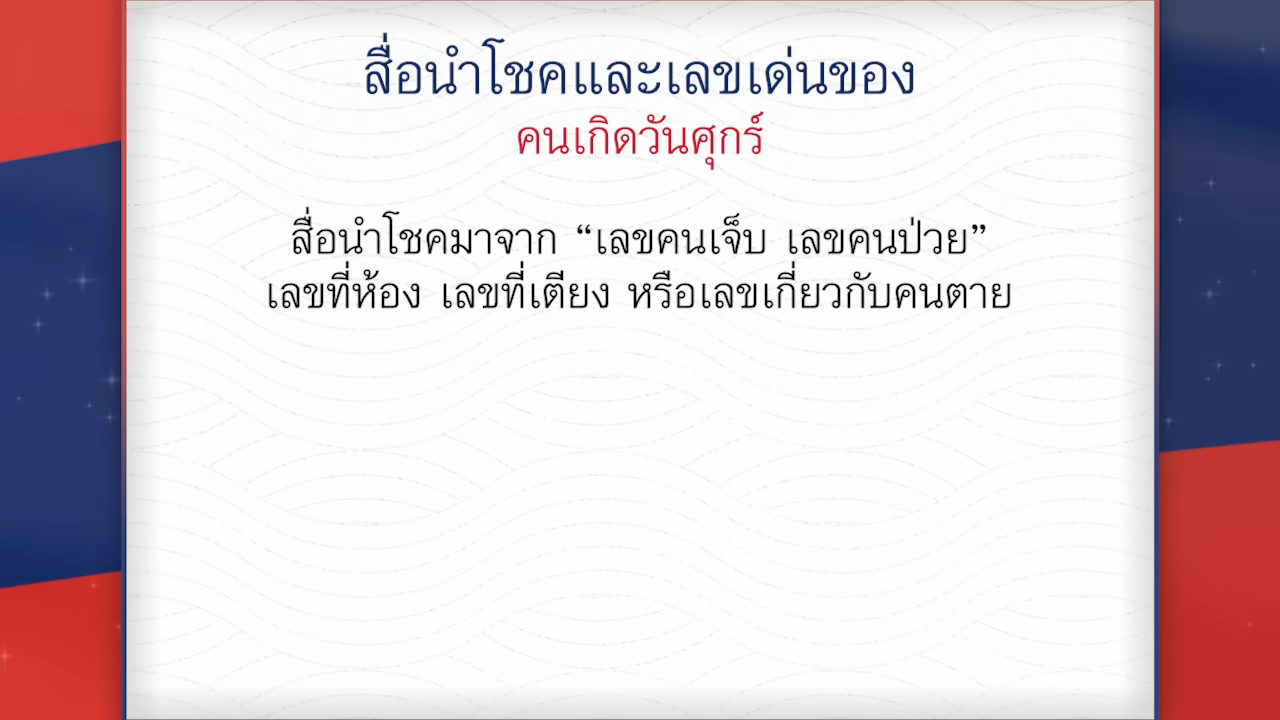 สื่อนำโชคและเลขเด่นของ
คนเกิดวันศุกร์
สื่อนำโชคมาจาก “เลขคนเจ็บ เลขคนป่วย”
เลขที่ห้อง เลขที่เตียง หรือเลขเกี่ยวกับคนตาย